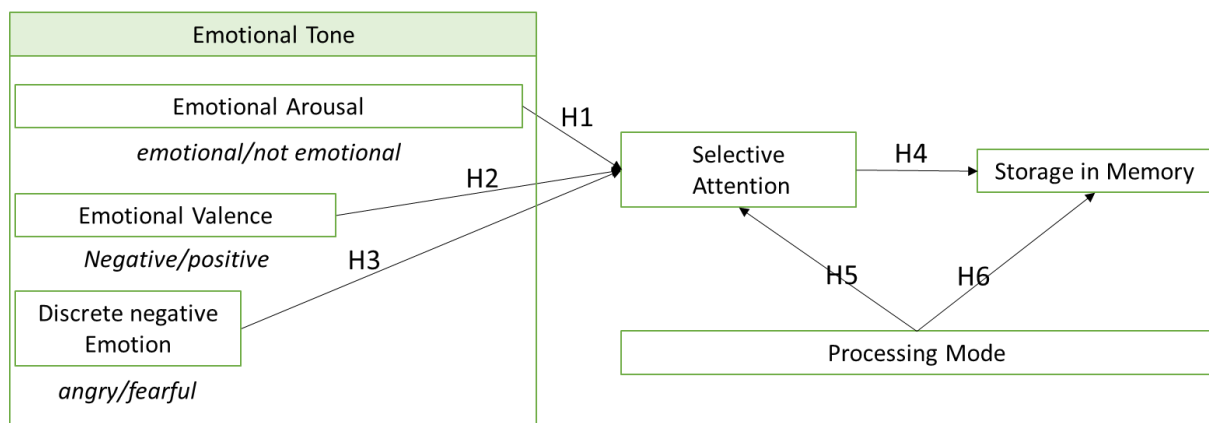 Emotional Tone
Emotional Arousal
emotional/not emotional
H1
Emotional Valence
Negative/positive
H2
Discrete negative
Emotion
angry/fearful
H3
Selective
Attention
H4
Storage in Memory
H5
H6
Processing Mode